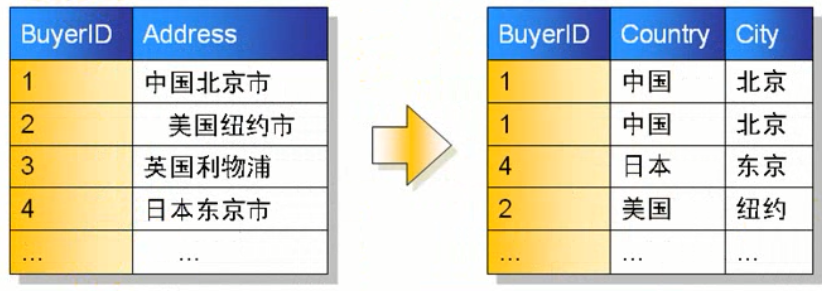 BuyerID Address
1 中国北京市
2 美国纽约市
3 英国利物浦
4 日本东京市
... ...
BuyerID Country City
1 中国 北京
1 中国 北京
4 日本 东京
2 美国 纽约
... ... ...